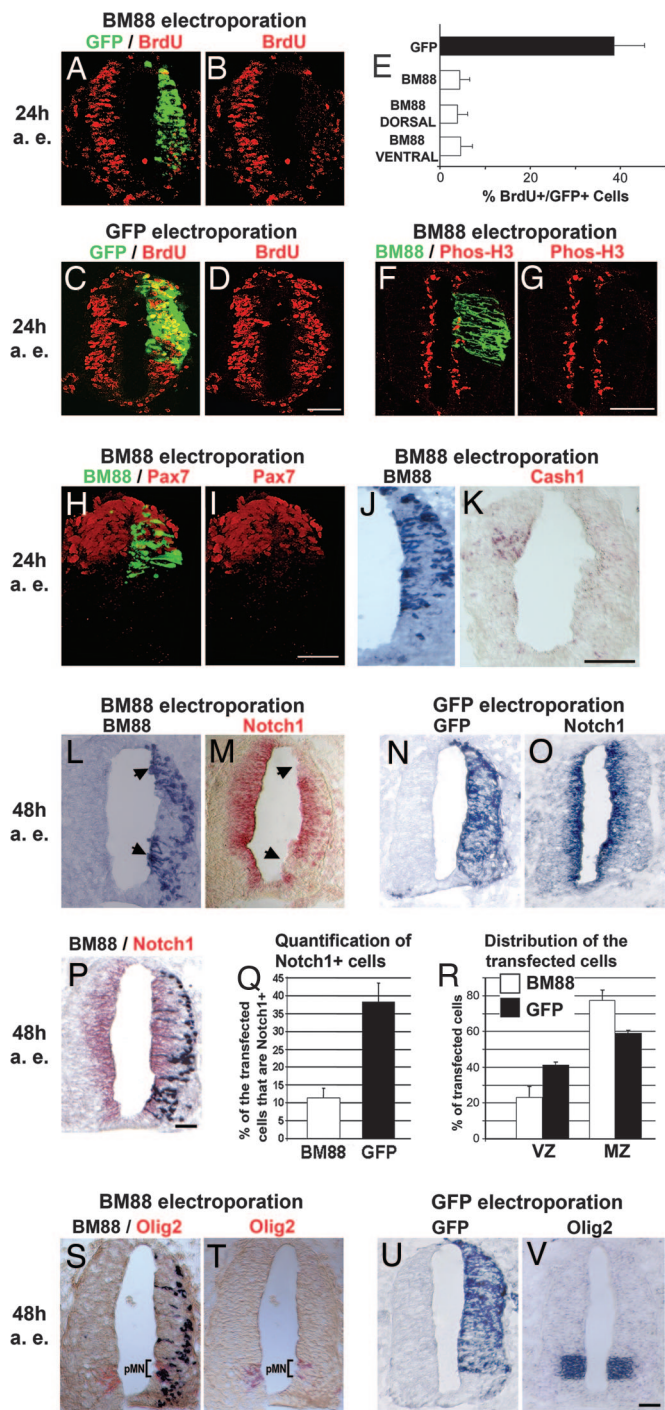 BM88 electroporation
GFP / BrdU
BrdU
A
B
24h
a. e.
E
GFP
BM88
BM88
DORSAL
BM88
VENTRAL
0
20
40
% BrdU+/GFP+ Cells
GFP electroporation
GFP / BrdU
BrdU
C
D
24h
a. e.
BM88 electroporation
BM88 / Phos-H3
Phos-H3
F
G
BM88 electroporation
BM88 / Pax7
Pax7
H
I
24h
a. e.
BM88 electroporation
BM88
Cash1
J
K
BM88 electroporation
BM88
Notch1
L
M
48h
a. e.
GFP electroporation
GFP
Notch1
N
O
BM88 / Notch1
P
48h
a. e.
Quantification of
Notch1+ cells
Q
% of the transfected
cells that are Notch1+
45
40
35
30
25
20
15
10
5
0
BM88
GFP
Distribution of the
transfected cells
R
BM88
GFP
% of transfected cells
80
60
40
20
0
VZ
MZ
BM88 electroporation
BM88 / Olig2
Olig2
S
T
pMN
pMN
48h
a. e.
GFP electroporation
GFP
Olig2
U
V